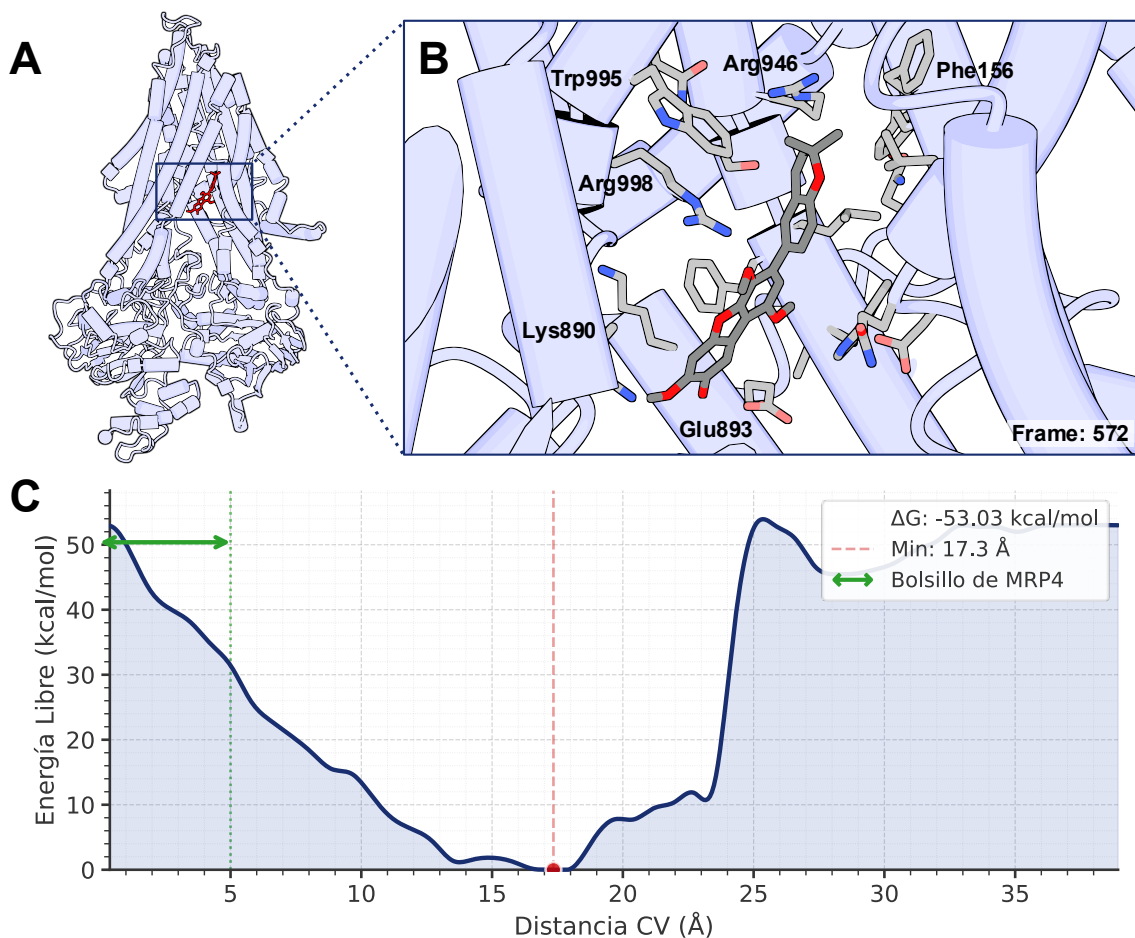 A
B
Trp995
Arg946
Phe156
Arg998
Lys890
Glu893
Frame: 572
C
ΔG: -53.03 kcal/mol
Min: 17.3 Å
Bolsillo de MRP4
Energía Libre (kcal/mol)
50
40
30
20
10
0
5
10
15
20
25
30
35
Distancia CV (Å)